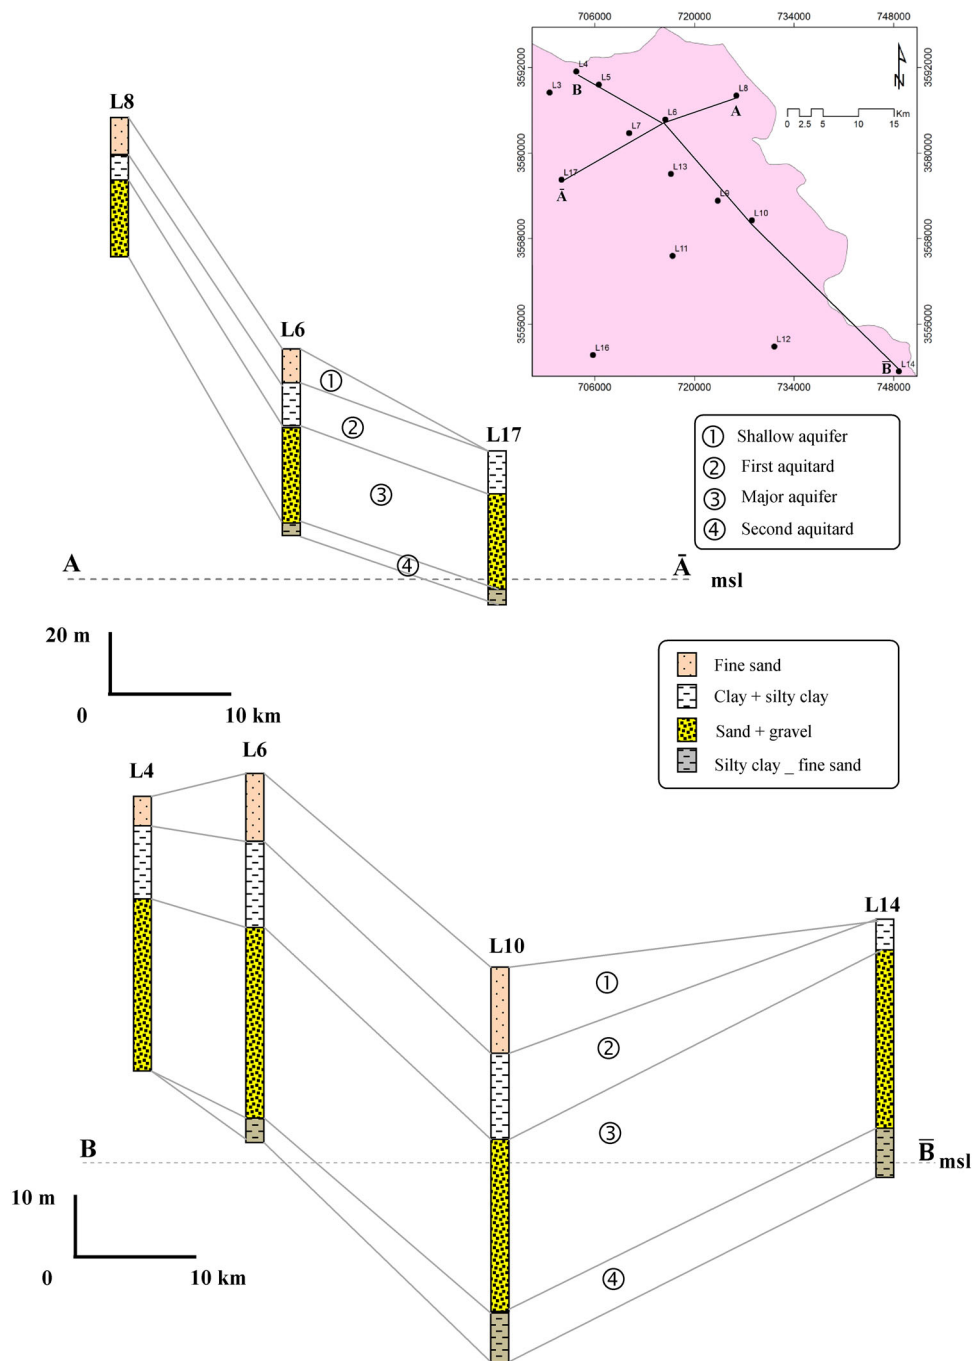 706000 720000 734000 748000
3592000
3580000
3568000
3556000
L4
L5
L3
B
L8
A
L6
L7
L17
Ā
L13
L9
L10
L11
L12
L16
B̄
L14
N
0 2.5 5 10 15
Km
L8
L6
L17
①
②
③
④
A
Ā
msl
20 m
0
10 km
① Shallow aquifer
② First aquitard
③ Major aquifer
④ Second aquitard
Fine sand
Clay + silty clay
Sand + gravel
Silty clay _ fine sand
L4
L6
L10
L14
①
②
③
④
B
B̄
msl
10 m
0
10 km